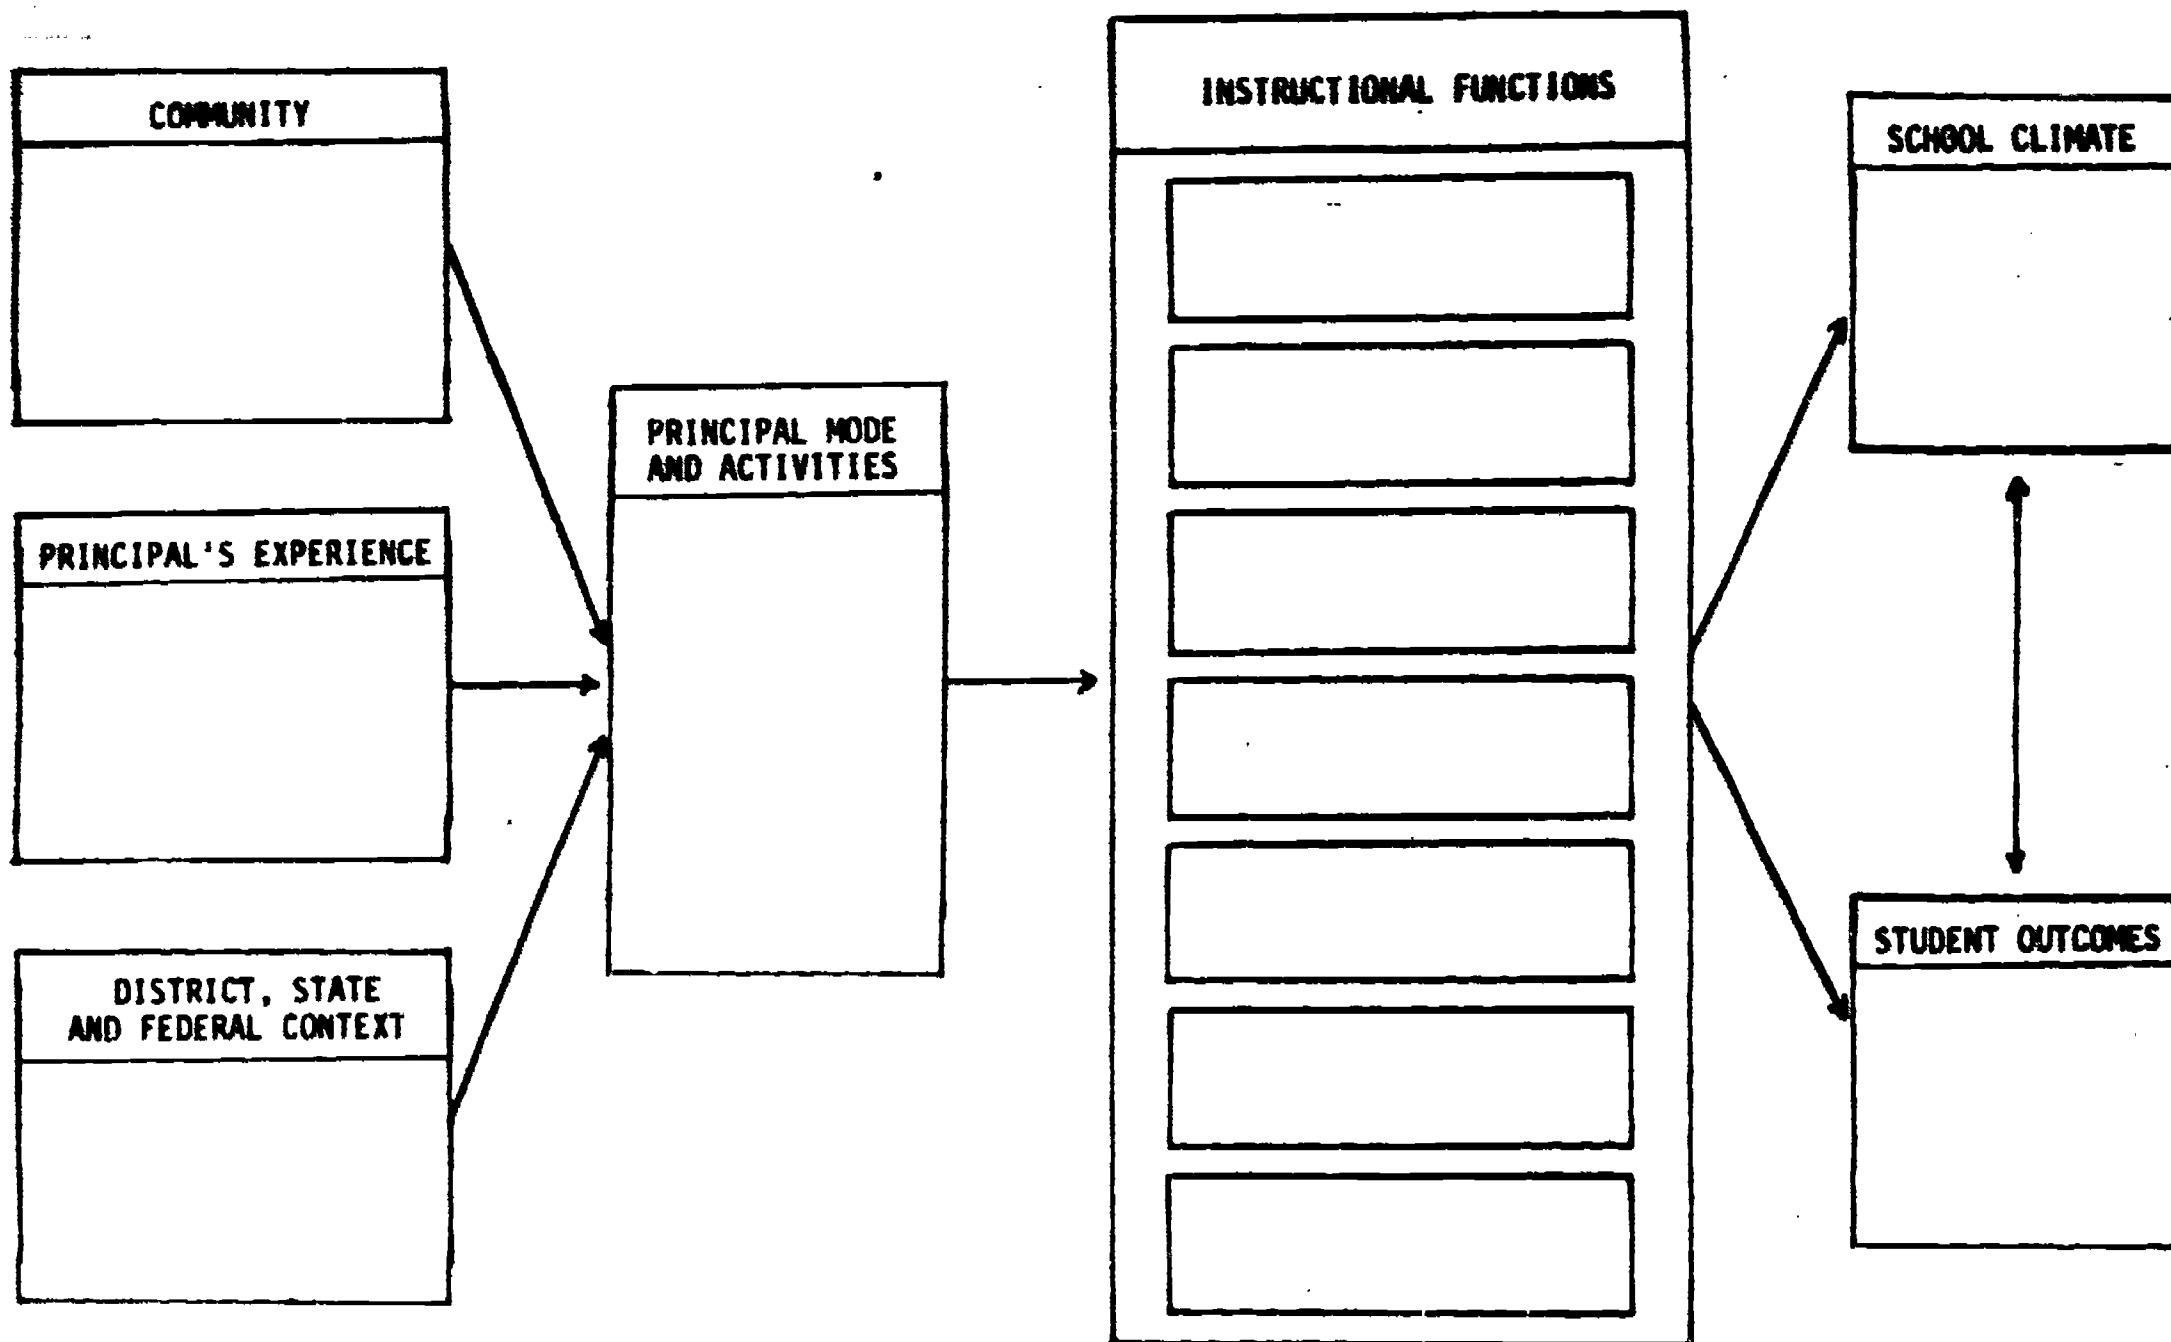 COMMUNITY
PRINCIPAL'S EXPERIENCE
DISTRICT, STATE
AND FEDERAL CONTEXT
PRINCIPAL MODE
AND ACTIVITIES
INSTRUCTIONAL FUNCTIONS
SCHOOL CLIMATE
STUDENT OUTCOMES